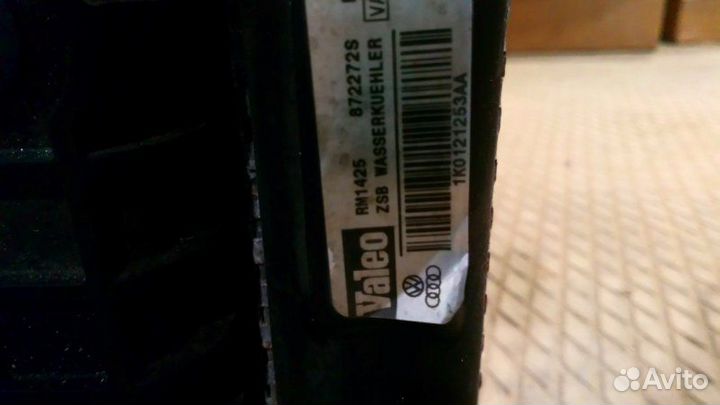 Valeo
RM1425 872272S
ZSB WASSERKUEHLER
1K0121253AA
Avito